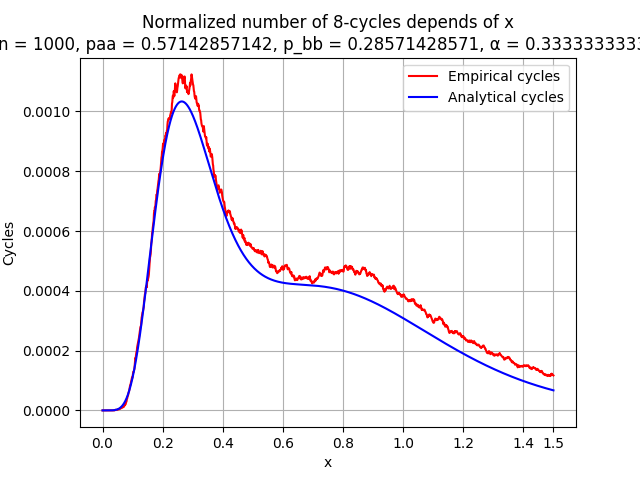 Normalized number of 8-cycles depends of x
n = 1000, paa = 0.57142857142, p_bb = 0.28571428571, α = 0.3333333333
Empirical cycles
Analytical cycles
0.0010
0.0008
0.0006
0.0004
0.0002
0.0000
Cycles
0.0 0.2 0.4 0.6 0.8 1.0 1.2 1.4 1.5
x